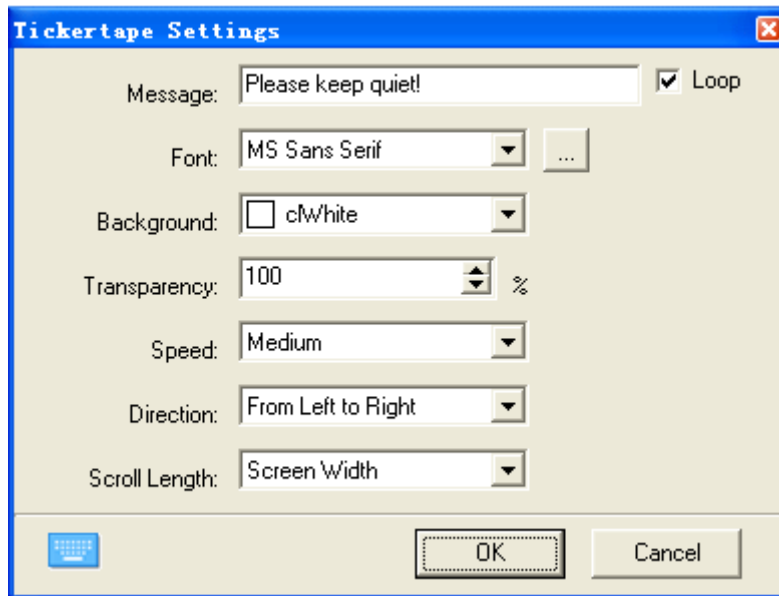 Tickertape Settings
Message: Please keep quiet! Loop
Font: MS Sans Serif ...
Background: clWhite
Transparency: 100 %
Speed: Medium
Direction: From Left to Right
Scroll Length: Screen Width
OK Cancel